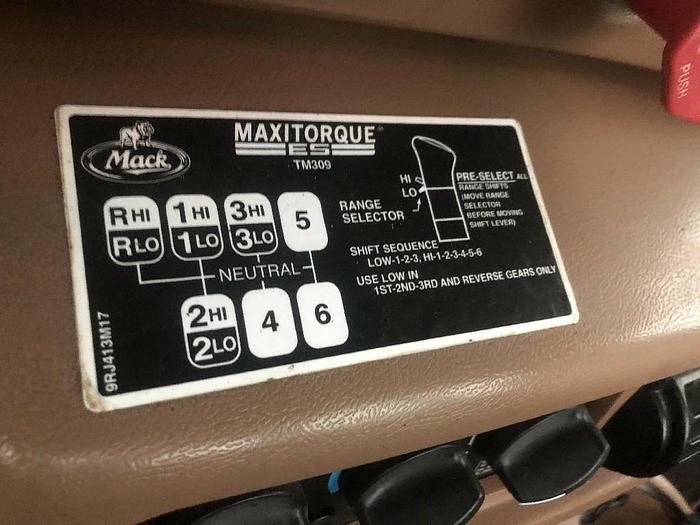 PUSH
Mack
MAXITORQUE®
ES
TM309
R HI 1 HI 3 HI 5
R LO 1 LO 3 LO
NEUTRAL
2 HI 4 6
2 LO
9RJ413M17
HI
LO
RANGE
SELECTOR
PRE-SELECT ALL
RANGE SHIFTS
(MOVE RANGE
SELECTOR
BEFORE MOVING
SHIFT LEVER)
SHIFT SEQUENCE
LOW-1-2-3, HI-1-2-3-4-5-6
USE LOW IN
1ST-2ND-3RD AND REVERSE GEARS ONLY